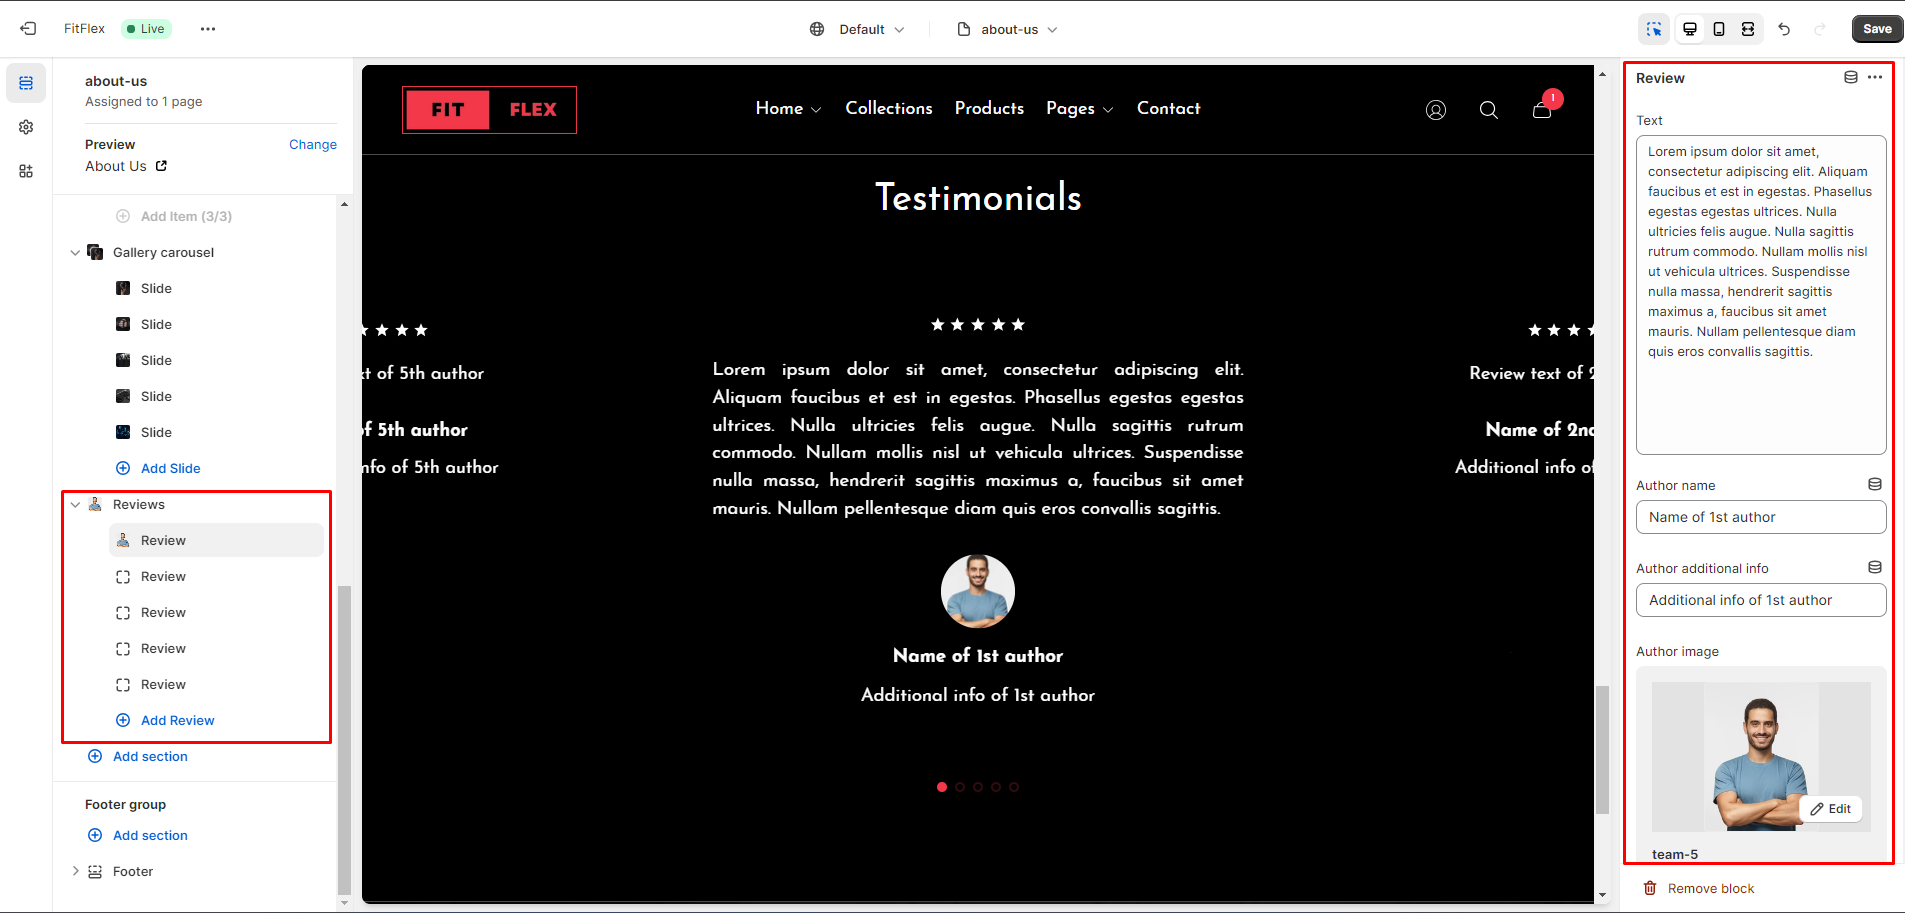 FitFlex
Live
Default
about-us
Save
about-us
Assigned to 1 page
Preview
Change
About Us
Add Item (3/3)
Gallery carousel
Slide
Slide
Slide
Slide
Slide
Add Slide
Reviews
Review
Review
Review
Review
Review
Add Review
Add section
Footer group
Add section
Footer
FIT FLEX
Home
Collections
Products
Pages
Contact
1
Testimonials
of 5th author
of 5th author
of 5th author
Lorem ipsum dolor sit amet, consectetur adipiscing elit.
Aliquam faucibus et est in egestas. Phasellus egestas egestas
ultrices. Nulla ultricies felis augue. Nulla sagittis rutrum
commodo. Nullam mollis nisl ut vehicula ultrices. Suspendisse
nulla massa, hendrerit sagittis maximus a, faucibus sit amet
mauris. Nullam pellentesque diam quis eros convallis sagittis.
Name of 1st author
Additional info of 1st author
Review text of
Name of
Additional info
Review
Text
Lorem ipsum dolor sit amet,
consectetur adipiscing elit. Aliquam
faucibus et est in egestas. Phasellus
egestas egestas ultrices. Nulla
ultricies felis augue. Nulla sagittis
rutrum commodo. Nullam mollis nisl
ut vehicula ultrices. Suspendisse
nulla massa, hendrerit sagittis
maximus a, faucibus sit amet
mauris. Nullam pellentesque diam
quis eros convallis sagittis.
Author name
Name of 1st author
Author additional info
Additional info of 1st author
Author image
Edit
team-5
Remove block